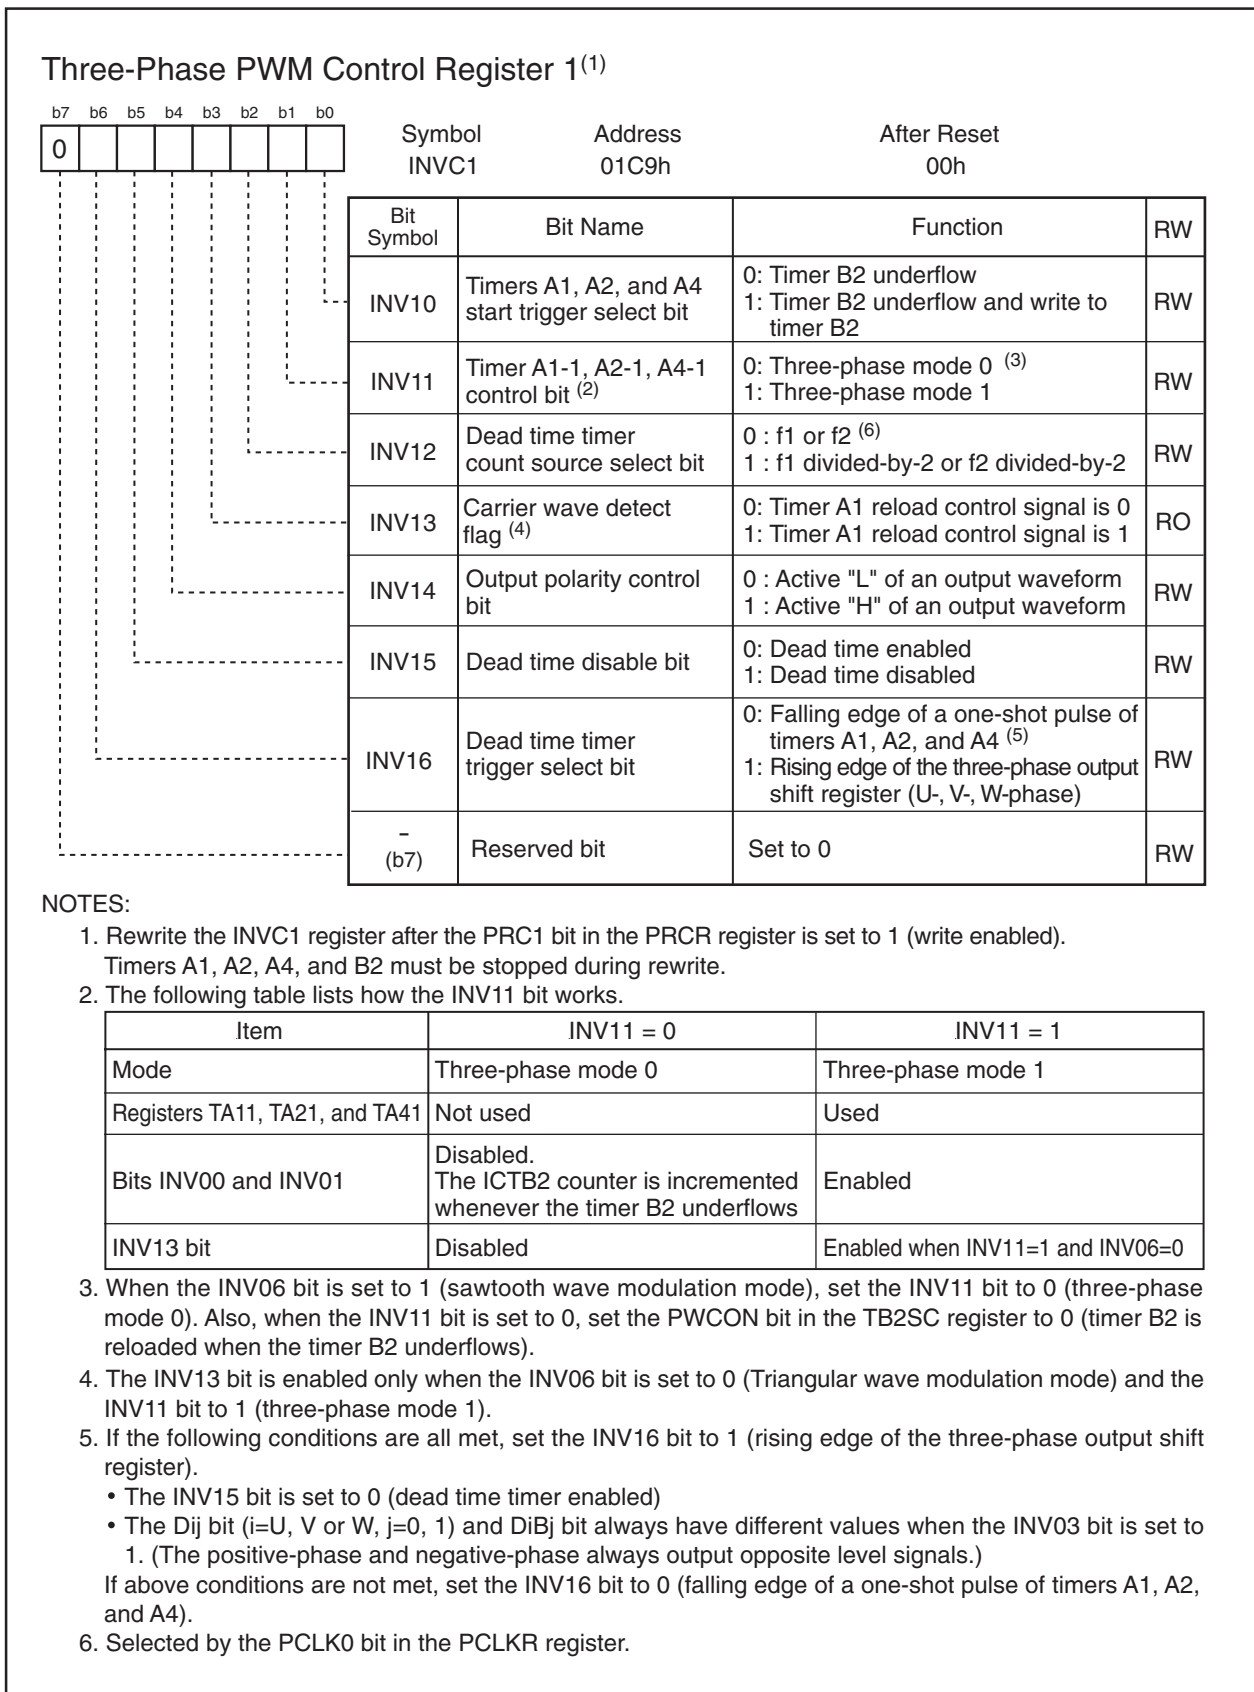 Three-Phase PWM Control Register 1(1)
b7 b6 b5 b4 b3 b2 b1 b0
0
Symbol Address After Reset
INVC1 01C9h 00h
Bit Symbol Bit Name Function RW
INV10 Timers A1, A2, and A4 start trigger select bit 0: Timer B2 underflow
1: Timer B2 underflow and write to timer B2 RW
INV11 Timer A1-1, A2-1, A4-1 control bit (2) 0: Three-phase mode 0 (3)
1: Three-phase mode 1 RW
INV12 Dead time timer count source select bit 0 : f1 or f2 (6)
1 : f1 divided-by-2 or f2 divided-by-2 RW
INV13 Carrier wave detect flag (4) 0: Timer A1 reload control signal is 0
1: Timer A1 reload control signal is 1 RO
INV14 Output polarity control bit 0 : Active "L" of an output waveform
1 : Active "H" of an output waveform RW
INV15 Dead time disable bit 0: Dead time enabled
1: Dead time disabled RW
INV16 Dead time timer trigger select bit 0: Falling edge of a one-shot pulse of timers A1, A2, and A4 (5)
1: Rising edge of the three-phase output shift register (U-, V-, W-phase) RW
– (b7) Reserved bit Set to 0 RW
NOTES:
1. Rewrite the INVC1 register after the PRC1 bit in the PRCR register is set to 1 (write enabled).
Timers A1, A2, A4, and B2 must be stopped during rewrite.
2. The following table lists how the INV11 bit works.
Item INV11 = 0 INV11 = 1
Mode Three-phase mode 0 Three-phase mode 1
Registers TA11, TA21, and TA41 Not used Used
Bits INV00 and INV01 Disabled.
The ICTB2 counter is incremented
whenever the timer B2 underflows Enabled
INV13 bit Disabled Enabled when INV11=1 and INV06=0
3. When the INV06 bit is set to 1 (sawtooth wave modulation mode), set the INV11 bit to 0 (three-phase
mode 0). Also, when the INV11 bit is set to 0, set the PWCON bit in the TB2SC register to 0 (timer B2 is
reloaded when the timer B2 underflows).
4. The INV13 bit is enabled only when the INV06 bit is set to 0 (Triangular wave modulation mode) and the
INV11 bit to 1 (three-phase mode 1).
5. If the following conditions are all met, set the INV16 bit to 1 (rising edge of the three-phase output shift
register).
• The INV15 bit is set to 0 (dead time timer enabled)
• The Dij bit (i=U, V or W, j=0, 1) and DiBj bit always have different values when the INV03 bit is set to
1. (The positive-phase and negative-phase always output opposite level signals.)
If above conditions are not met, set the INV16 bit to 0 (falling edge of a one-shot pulse of timers A1, A2,
and A4).
6. Selected by the PCLK0 bit in the PCLKR register.